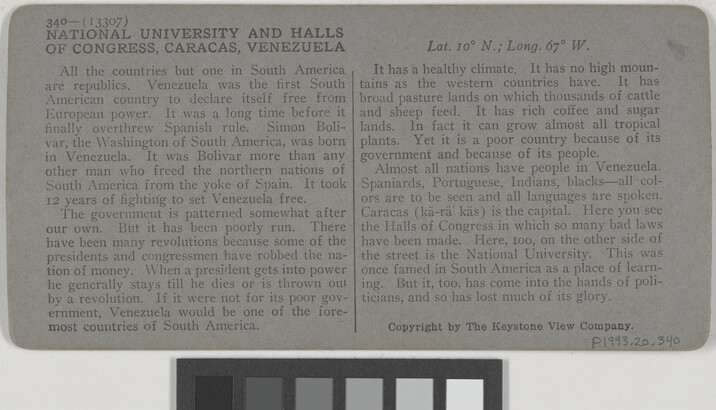 340—(13307)
NATIONAL UNIVERSITY AND HALLS
OF CONGRESS, CARACAS, VENEZUELA
All the countries but one in South America
are republics. Venezuela was the first South
American country to declare itself free from
European power. It was a long time before it
finally overthrew Spanish rule. Simon Boli-
var, the Washington of South America, was born
in Venezuela. It was Bolivar more than any
other man who freed the northern nations of
South America from the yoke of Spain. It took
12 years of fighting to set Venezuela free.
The government is patterned somewhat after
our own. But it has been poorly run. There
have been many revolutions because some of the
presidents and congressmen have robbed the na-
tion of money. When a president gets into power
he generally stays till he dies or is thrown out
by a revolution. If it were not for its poor gov-
ernment, Venezuela would be one of the fore-
most countries of South America.
Lat. 10° N.; Long. 67° W.
It has a healthy climate. It has no high moun-
tains as the western countries have. It has
broad pasture lands on which thousands of cattle
and sheep feed. It has rich coffee and sugar
lands. In fact it can grow almost all tropical
plants. Yet it is a poor country because of its
government and because of its people.
Almost all nations have people in Venezuela.
Spaniards, Portuguese, Indians, blacks—all col-
ors are to be seen and all languages are spoken.
Caracas (kā-rä´ kās) is the capital. Here you see
the Halls of Congress in which so many bad laws
have been made. Here, too, on the other side of
the street is the National University. This was
once famed in South America as a place of learn-
ing. But it, too, has come into the hands of poli-
ticians, and so has lost much of its glory.
Copyright by The Keystone View Company.
P1993.20.340